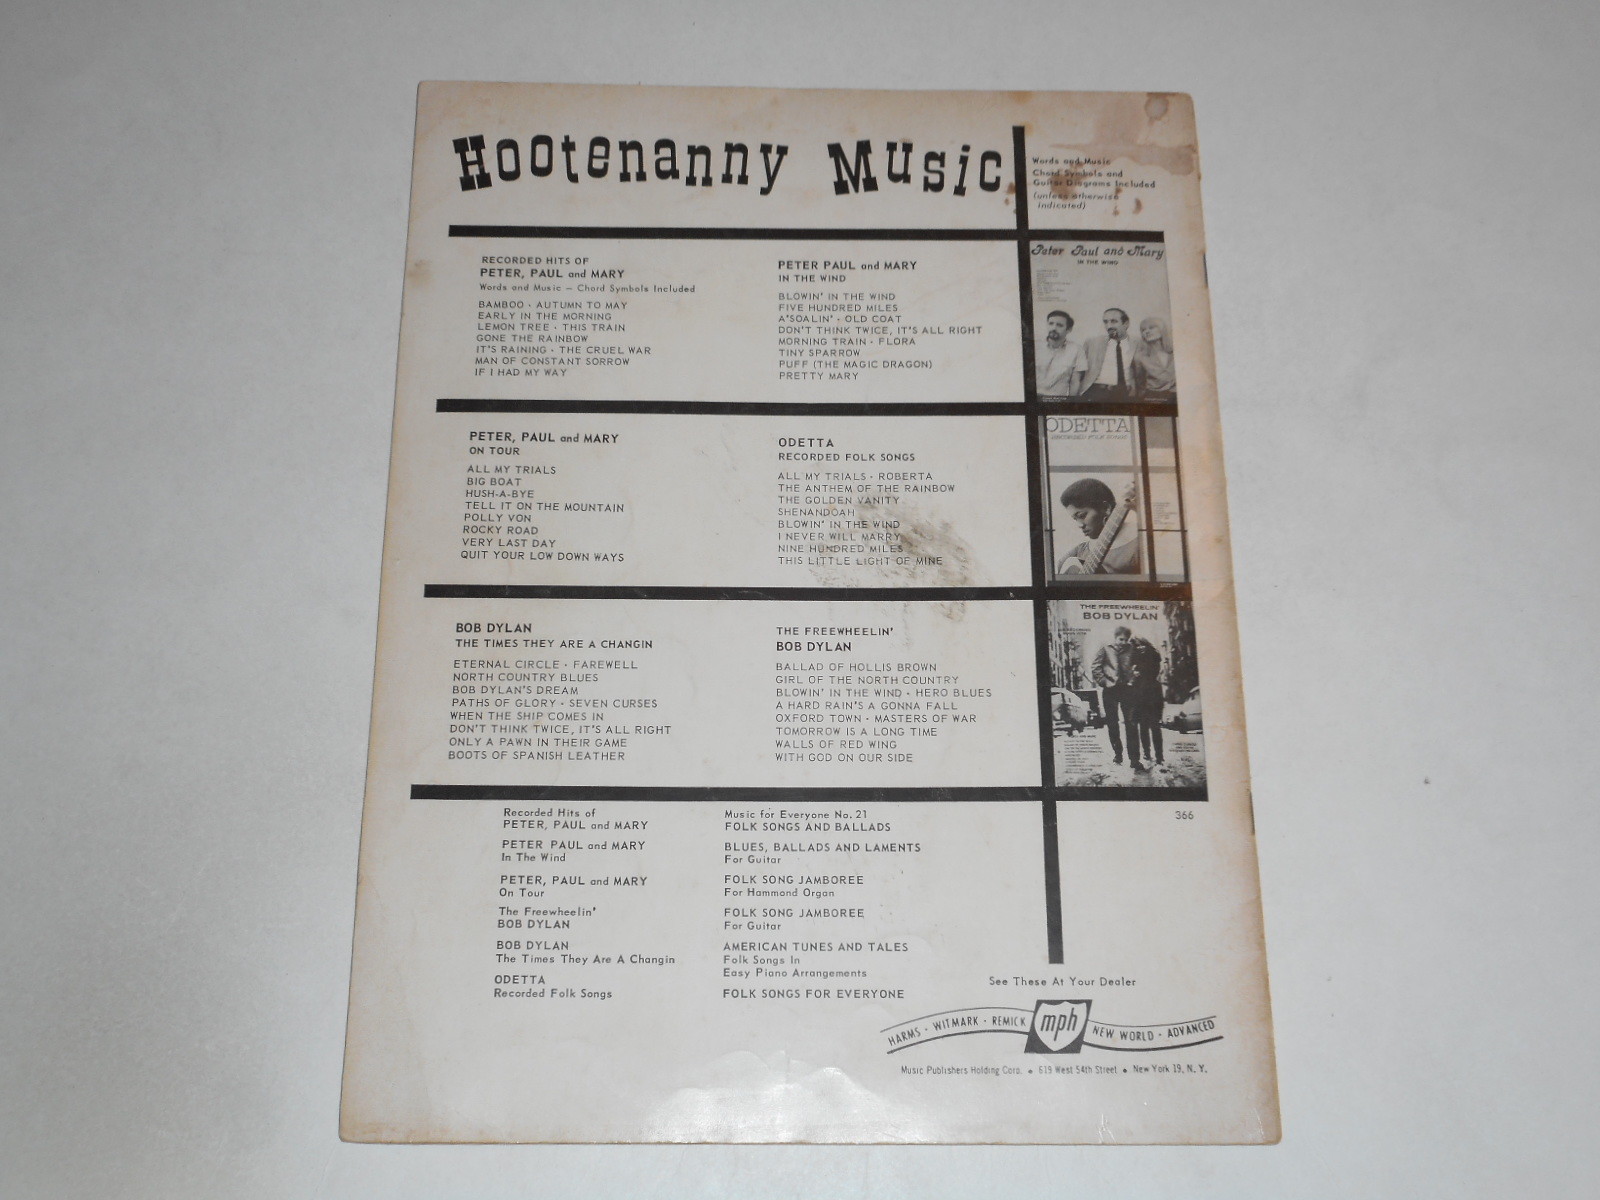 Hootenanny Music
Words and Music
Chord Symbols and
Guitar Diagrams Included
(unless otherwise
indicated)
RECORDED HITS OF
PETER, PAUL and MARY
Words and Music — Chord Symbols Included
BAMBOO • AUTUMN TO MAY
EARLY IN THE MORNING
LEMON TREE • THIS TRAIN
GONE THE RAINBOW
IT'S RAINING • THE CRUEL WAR
MAN OF CONSTANT SORROW
IF I HAD MY WAY
PETER PAUL and MARY
IN THE WIND
BLOWIN' IN THE WIND
FIVE HUNDRED MILES
A'SOALIN' • OLD COAT
DON'T THINK TWICE, IT'S ALL RIGHT
MORNING TRAIN • FLORA
TINY SPARROW
PUFF (THE MAGIC DRAGON)
PRETTY MARY
Peter Paul and Mary
IN THE WIND
PETER, PAUL and MARY
ON TOUR
ALL MY TRIALS
BIG BOAT
HUSH-A-BYE
TELL IT ON THE MOUNTAIN
POLLY VON
ROCKY ROAD
VERY LAST DAY
QUIT YOUR LOW DOWN WAYS
ODETTA
RECORDED FOLK SONGS
ALL MY TRIALS • ROBERTA
THE ANTHEM OF THE RAINBOW
THE GOLDEN VANITY
SHENANDOAH
BLOWIN' IN THE WIND
I NEVER WILL MARRY
NINE HUNDRED MILES
THIS LITTLE LIGHT OF MINE
ODETTA
RECORDED FOLK SONGS
BOB DYLAN
THE TIMES THEY ARE A CHANGIN
ETERNAL CIRCLE • FAREWELL
NORTH COUNTRY BLUES
BOB DYLAN'S DREAM
PATHS OF GLORY • SEVEN CURSES
WHEN THE SHIP COMES IN
DON'T THINK TWICE, IT'S ALL RIGHT
ONLY A PAWN IN THEIR GAME
BOOTS OF SPANISH LEATHER
THE FREEWHEELIN'
BOB DYLAN
BALLAD OF HOLLIS BROWN
GIRL OF THE NORTH COUNTRY
BLOWIN' IN THE WIND • HERO BLUES
A HARD RAIN'S A GONNA FALL
OXFORD TOWN • MASTERS OF WAR
TOMORROW IS A LONG TIME
WALLS OF RED WING
WITH GOD ON OUR SIDE
THE FREEWHEELIN'
BOB DYLAN
366
Recorded Hits of
PETER, PAUL and MARY
PETER PAUL and MARY
In The Wind
PETER, PAUL and MARY
On Tour
The Freewheelin'
BOB DYLAN
BOB DYLAN
The Times They Are A Changin
ODETTA
Recorded Folk Songs
Music for Everyone No. 21
FOLK SONGS AND BALLADS
BLUES, BALLADS AND LAMENTS
For Guitar
FOLK SONG JAMBOREE
For Hammond Organ
FOLK SONG JAMBOREE
For Guitar
AMERICAN TUNES AND TALES
Folk Songs In
Easy Piano Arrangements
FOLK SONGS FOR EVERYONE
See These At Your Dealer
HARMS • WITMARK • REMICK mph NEW WORLD • ADVANCED
Music Publishers Holding Corp. • 619 West 54th Street • New York 19, N. Y.